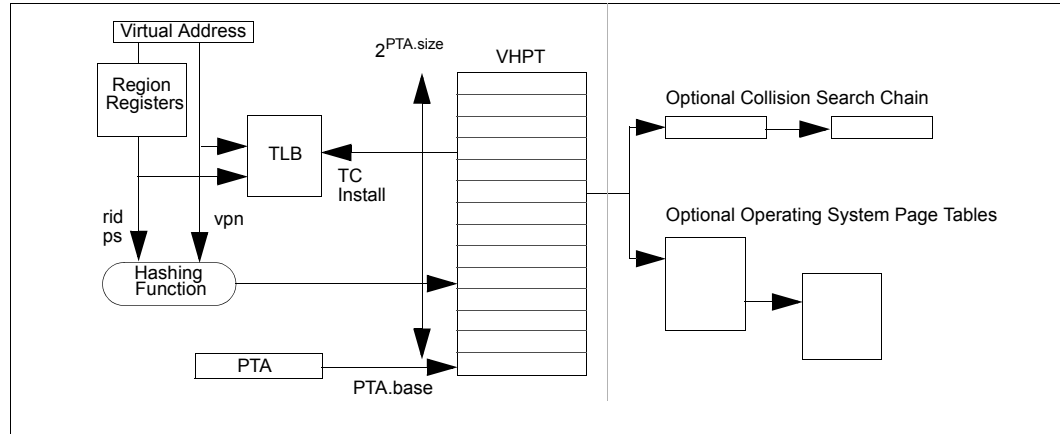 Virtual Address
Region
Registers
TLB
2^PTA.size
VHPT
TC
Install
rid
ps
vpn
Hashing
Function
PTA
PTA.base
Optional Collision Search Chain
Optional Operating System Page Tables